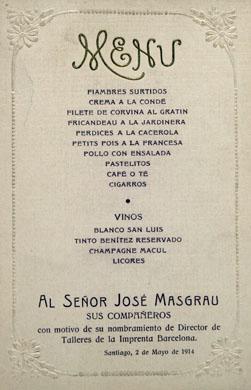 MENU
FIAMBRES SURTIDOS
CREMA A LA CONDÉ
FILETE DE CORVINA AL GRATIN
FRICANDEAU A LA JARDINERA
PERDICES A LA CACEROLA
PETITS POIS A LA FRANCESA
POLLO CON ENSALADA
PASTELITOS
CAFÉ O TÉ
CIGARROS
VINOS
BLANCO SAN LUIS
TINTO BENÍTEZ RESERVADO
CHAMPAGNE MACUL
LICORES
AL SEÑOR JOSÉ MASGRAU
SUS COMPAÑEROS
con motivo de su nombramiento de Director de
Talleres de la Imprenta Barcelona.
Santiago, 2 de Mayo de 1914